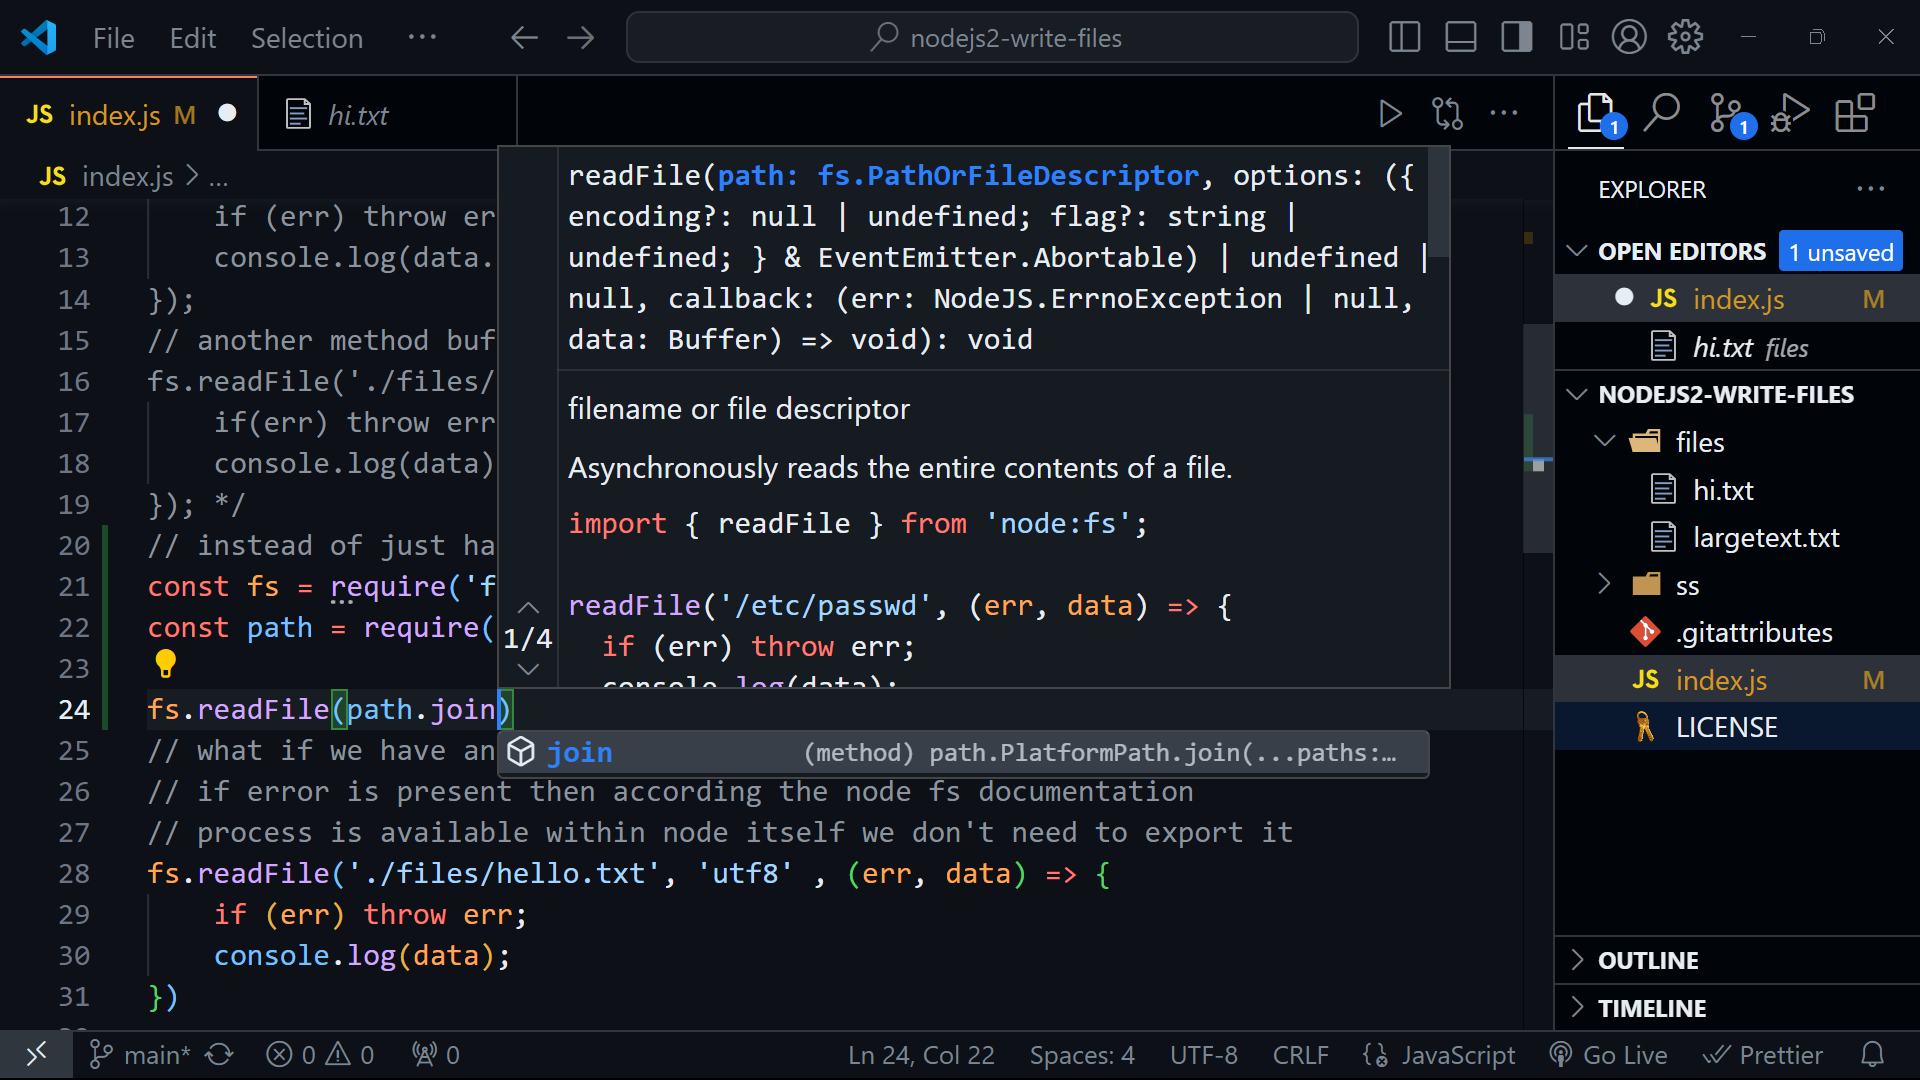 File Edit Selection ...
nodejs2-write-files
JS index.js M
hi.txt
JS index.js > ...
12 if (err) throw er
13 console.log(data.
14 });
15 // another method buf
16 fs.readFile('./files/
17 if(err) throw err
18 console.log(data)
19 }); */
20 // instead of just ha
21 const fs = require('f
22 const path = require(
23
24 fs.readFile(path.join)
25 // what if we have an
26 // if error is present then according the node fs documentation
27 // process is available within node itself we don't need to export it
28 fs.readFile('./files/hello.txt', 'utf8' , (err, data) => {
29 if (err) throw err;
30 console.log(data);
31 })
readFile(path: fs.PathOrFileDescriptor, options: ({
encoding?: null | undefined; flag?: string |
undefined; } & EventEmitter.Abortable) | undefined |
null, callback: (err: NodeJS.ErrnoException | null,
data: Buffer) => void): void
filename or file descriptor
Asynchronously reads the entire contents of a file.
import { readFile } from 'node:fs';
readFile('/etc/passwd', (err, data) => {
if (err) throw err;
console.log(data);
1/4
join (method) path.PlatformPath.join(...paths:...
1
1
EXPLORER ...
OPEN EDITORS 1 unsaved
JS index.js M
hi.txt files
NODEJS2-WRITE-FILES
files
hi.txt
largetext.txt
ss
.gitattributes
JS index.js M
LICENSE
OUTLINE
TIMELINE
main* 0 0 0 Ln 24, Col 22 Spaces: 4 UTF-8 CRLF JavaScript Go Live Prettier